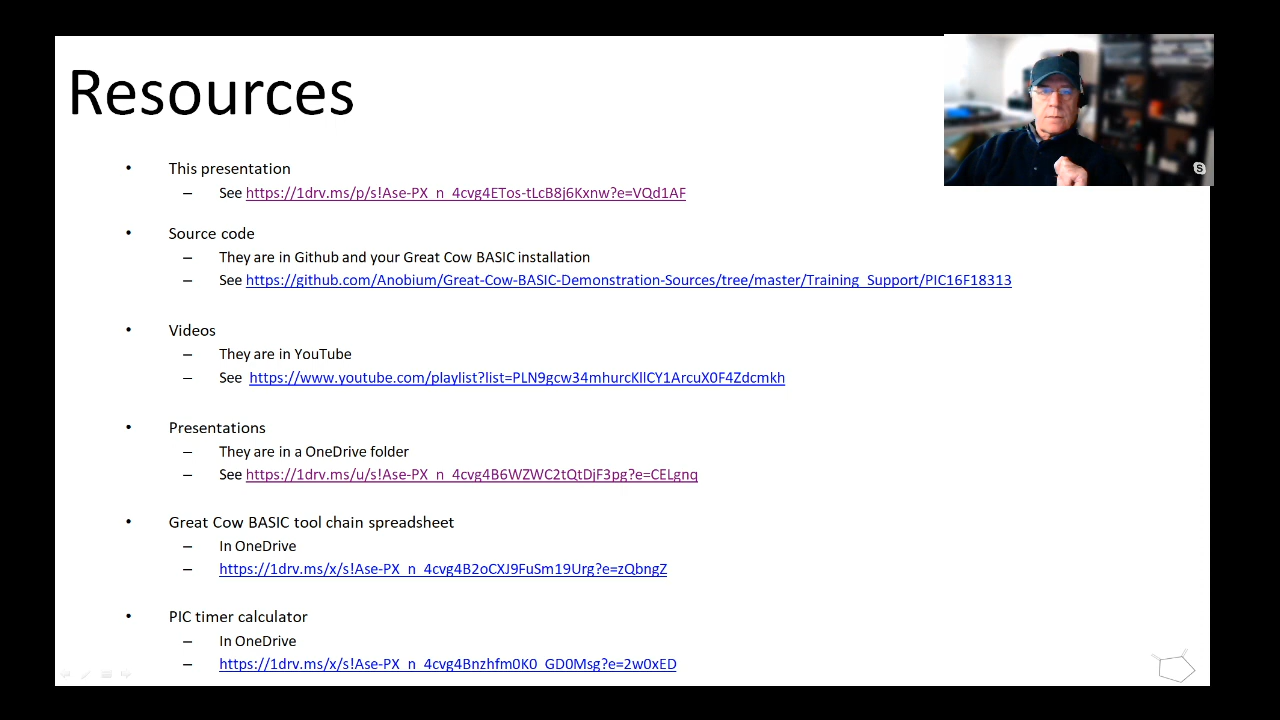 Resources
• This presentation
– See https://1drv.ms/p/s!Ase-PX_n_4cvg4ETos-tLcB8j6Kxnw?e=VQd1AF
• Source code
– They are in Github and your Great Cow BASIC installation
– See https://github.com/Anobium/Great-Cow-BASIC-Demonstration-Sources/tree/master/Training_Support/PIC16F18313
• Videos
– They are in YouTube
– See https://www.youtube.com/playlist?list=PLN9gcw34mhurcKllCY1ArcuX0F4Zdcmkh
• Presentations
– They are in a OneDrive folder
– See https://1drv.ms/u/s!Ase-PX_n_4cvg4B6WZWC2tQtDjF3pg?e=CELgnq
• Great Cow BASIC tool chain spreadsheet
– In OneDrive
– https://1drv.ms/x/s!Ase-PX_n_4cvg4B2oCXJ9FuSm19Urg?e=zQbngZ
• PIC timer calculator
– In OneDrive
– https://1drv.ms/x/s!Ase-PX_n_4cvg4Bnzhfm0K0_GD0Msg?e=2w0xED